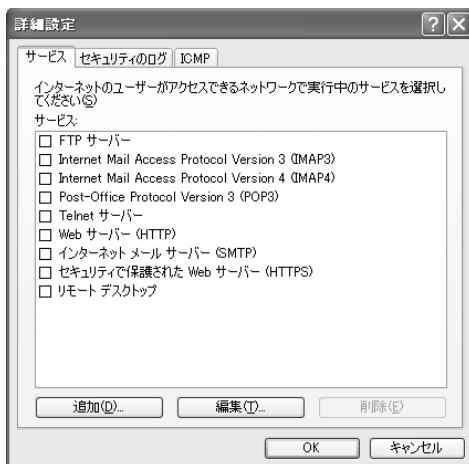 詳細設定
サービス セキュリティのログ ICMP
インターネットのユーザーがアクセスできるネットワークで実行中のサービスを選択し
てください(S)
サービス:
FTP サーバー
Internet Mail Access Protocol Version 3 (IMAP3)
Internet Mail Access Protocol Version 4 (IMAP4)
Post-Office Protocol Version 3 (POP3)
Telnet サーバー
Web サーバー (HTTP)
インターネット メール サーバー (SMTP)
セキュリティで保護された Web サーバー (HTTPS)
リモート デスクトップ
追加(D)... 編集(T)... 削除(E)
OK キャンセル